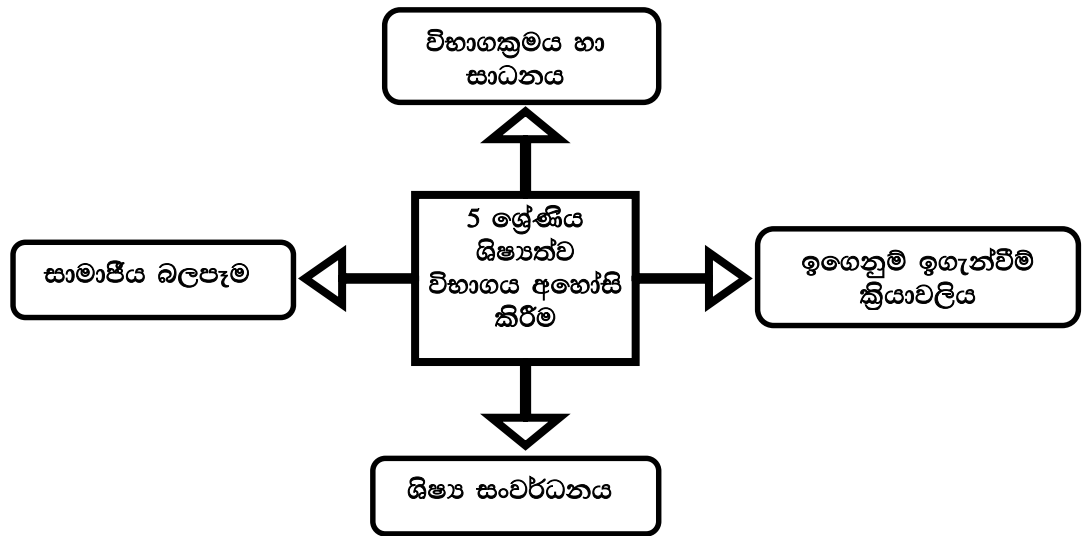 විභාගක්‍රමය හා
සාධනය
5 ශ්‍රේණිය
ශිෂ්‍යත්ව
විභාගය අහෝසි
කිරීම
සාමාජීය බලපෑම
ඉගෙනුම් ඉගැන්වීම්
ක්‍රියාවලිය
ශිෂ්‍ය සංවර්ධනය